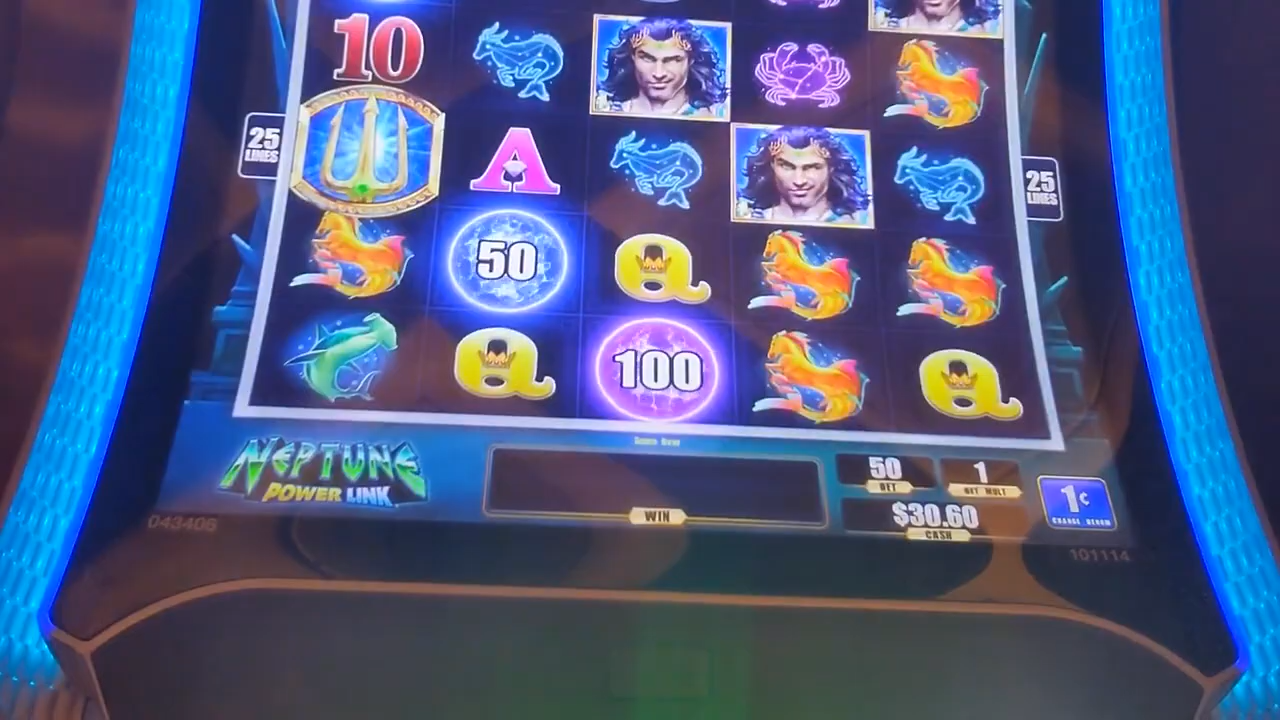 10
25
LINES
A
25
LINES
50
Q
Q
100
Q
NEPTUNE
POWER LINK
WIN
50
BET
1
BET MULT
$30.60
CASH
1¢
CHANGE DENOM
043406
101114